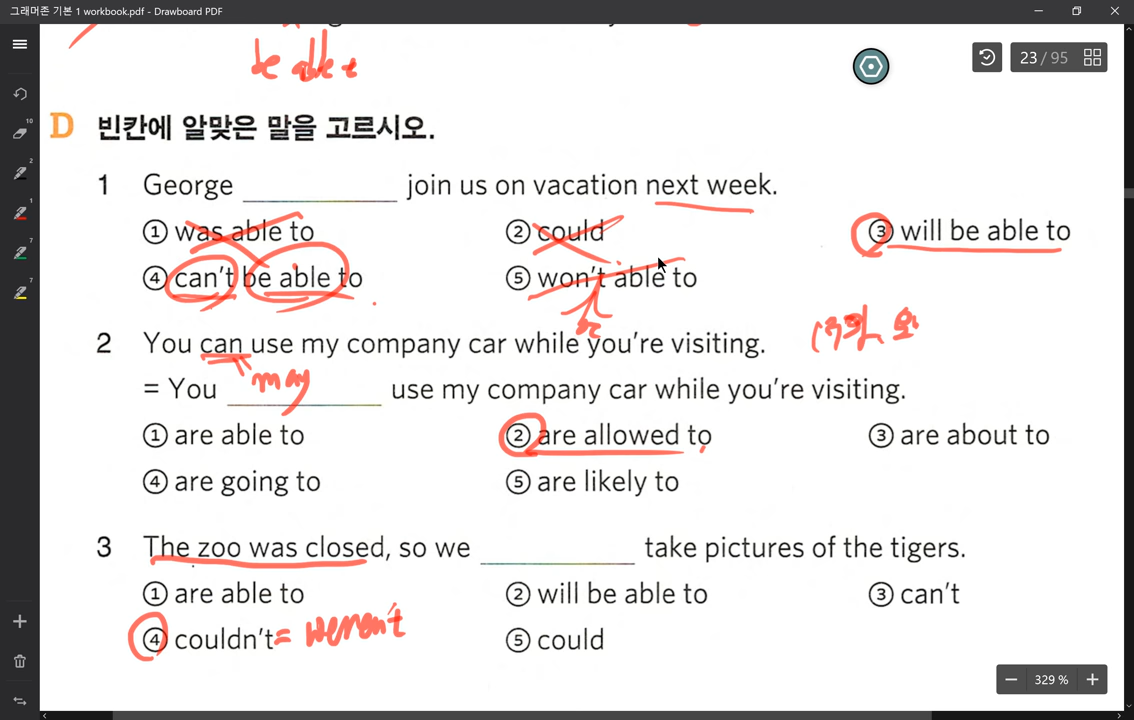 그래머존 기본 1 workbook.pdf - Drawboard PDF
23 / 95
be able t
D 빈칸에 알맞은 말을 고르시오.
1 George ____________ join us on vacation next week.
① was able to ② could ③ will be able to
④ can't be able to ⑤ won't able to
be
2 You can use my company car while you're visiting.
may
= You ____________ use my company car while you're visiting.
① are able to ② are allowed to ③ are about to
④ are going to ⑤ are likely to
3 The zoo was closed, so we ____________ take pictures of the tigers.
① are able to ② will be able to ③ can't
④ couldn't = weren't ⑤ could
329 %